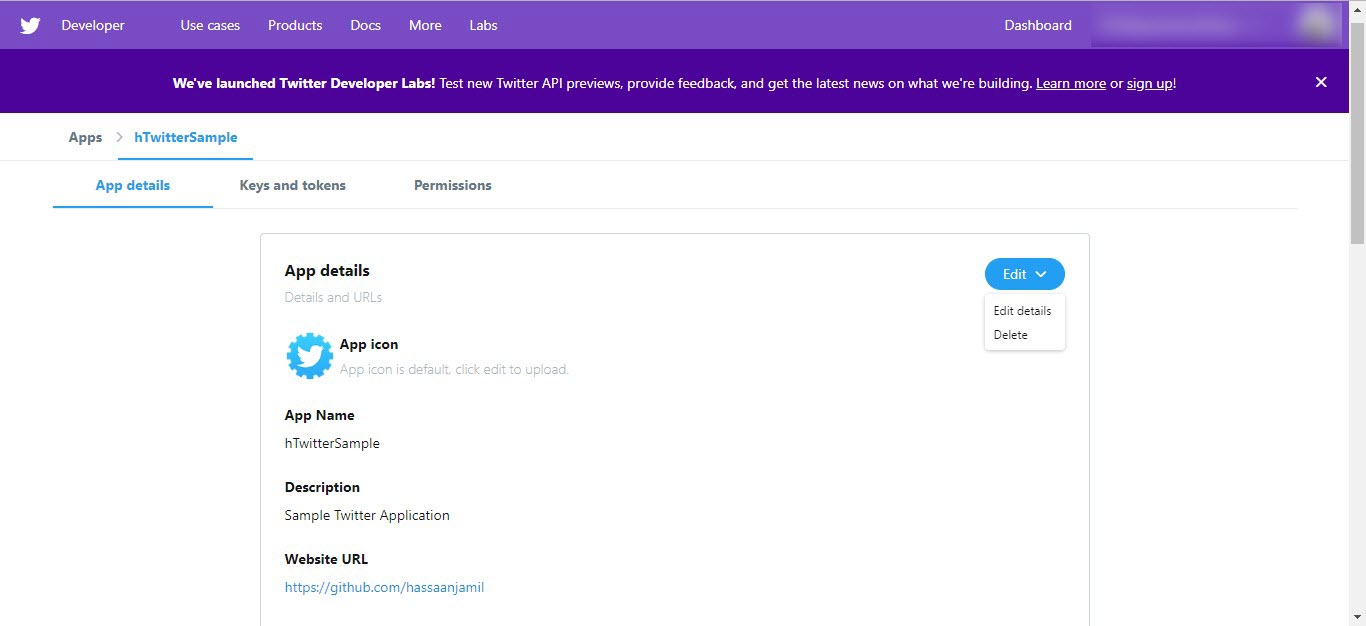 Developer Use cases Products Docs More Labs Dashboard
We've launched Twitter Developer Labs! Test new Twitter API previews, provide feedback, and get the latest news on what we're building. Learn more or sign up!
Apps hTwitterSample
App details Keys and tokens Permissions
App details
Edit
Details and URLs
Edit details
Delete
App icon
App icon is default, click edit to upload.
App Name
hTwitterSample
Description
Sample Twitter Application
Website URL
https://github.com/hassaanjamil